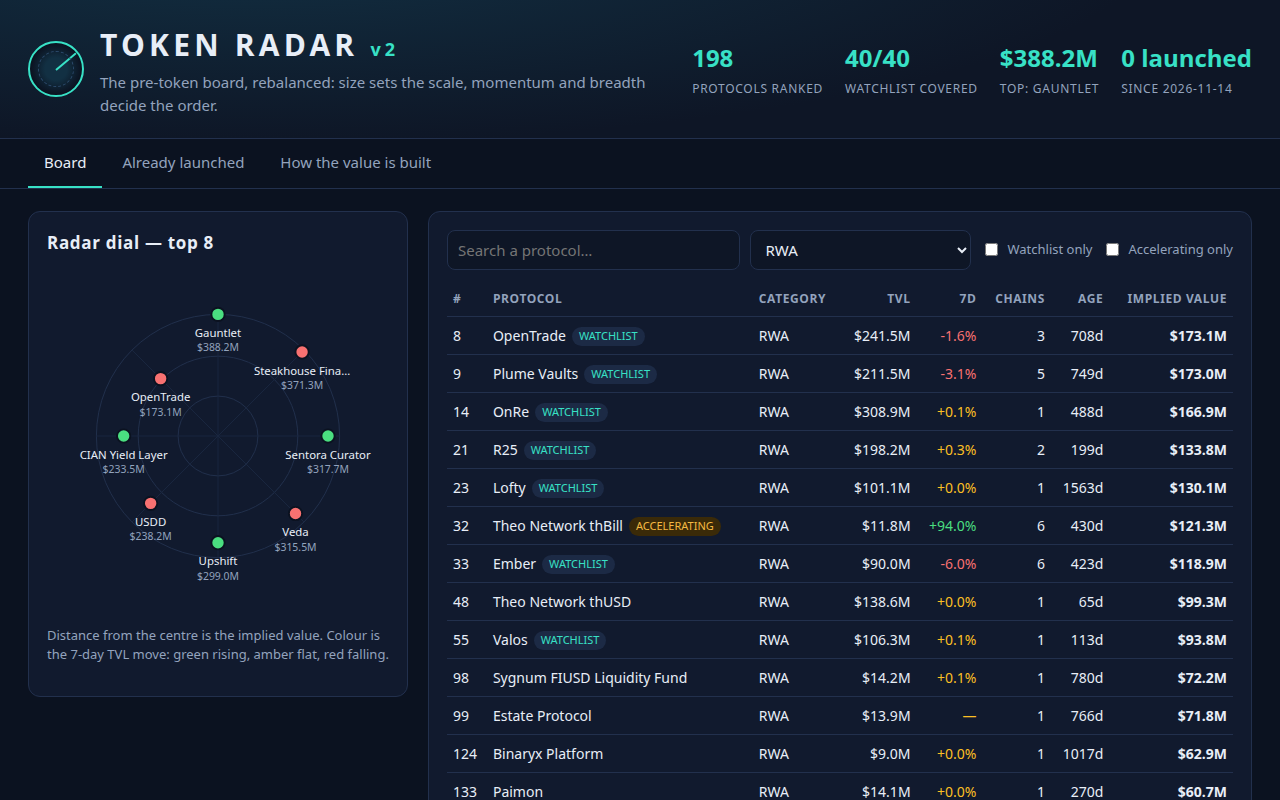 TOKEN RADAR v2
The pre-token board, rebalanced: size sets the scale, momentum and breadth
decide the order.
198
PROTOCOLS RANKED
40/40
WATCHLIST COVERED
$388.2M
TOP: GAUNTLET
0 launched
SINCE 2026-11-14
Board
Already launched
How the value is built
Radar dial — top 8
Gauntlet
$388.2M
Steakhouse Fina...
$371.3M
OpenTrade
$173.1M
CIAN Yield Layer
$233.5M
Sentora Curator
$317.7M
USDD
$238.2M
Veda
$315.5M
Upshift
$299.0M
Distance from the centre is the implied value. Colour is
the 7-day TVL move: green rising, amber flat, red falling.
Search a protocol...
RWA
Watchlist only
Accelerating only
# PROTOCOL CATEGORY TVL 7D CHAINS AGE IMPLIED VALUE
8 OpenTrade WATCHLIST RWA $241.5M -1.6% 3 708d $173.1M
9 Plume Vaults WATCHLIST RWA $211.5M -3.1% 5 749d $173.0M
14 OnRe WATCHLIST RWA $308.9M +0.1% 1 488d $166.9M
21 R25 WATCHLIST RWA $198.2M +0.3% 2 199d $133.8M
23 Lofty WATCHLIST RWA $101.1M +0.0% 1 1563d $130.1M
32 Theo Network thBill ACCELERATING RWA $11.8M +94.0% 6 430d $121.3M
33 Ember WATCHLIST RWA $90.0M -6.0% 6 423d $118.9M
48 Theo Network thUSD RWA $138.6M +0.0% 1 65d $99.3M
55 Valos WATCHLIST RWA $106.3M +0.1% 1 113d $93.8M
98 Sygnum FIUSD Liquidity Fund RWA $14.2M +0.1% 1 780d $72.2M
99 Estate Protocol RWA $13.9M — 1 766d $71.8M
124 Binaryx Platform RWA $9.0M +0.0% 1 1017d $62.9M
133 Paimon RWA $14.1M +0.0% 1 270d $60.7M